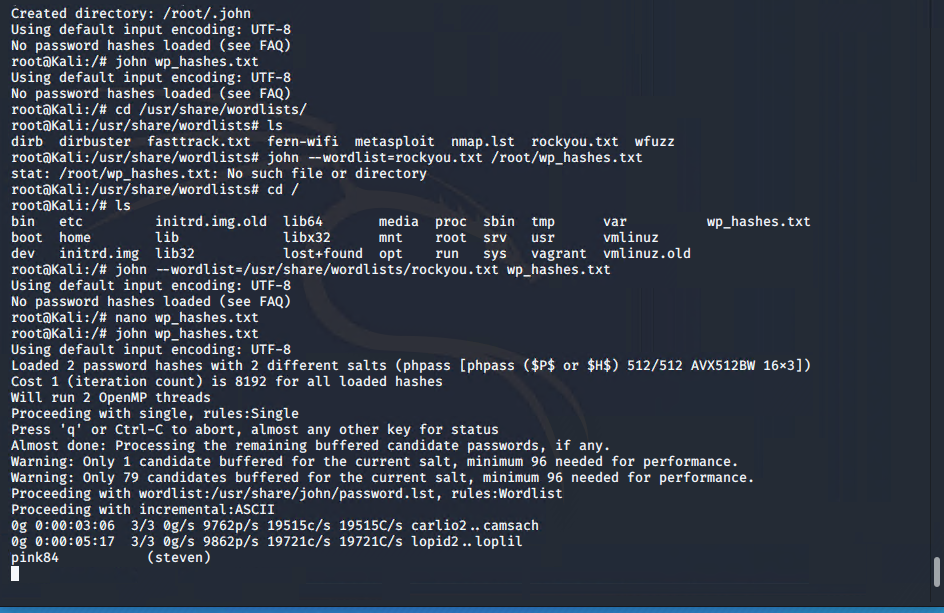 Created directory: /root/.john
Using default input encoding: UTF-8
No password hashes loaded (see FAQ)
root@Kali:/# john wp_hashes.txt
Using default input encoding: UTF-8
No password hashes loaded (see FAQ)
root@Kali:/# cd /usr/share/wordlists/
root@Kali:/usr/share/wordlists# ls
dirb  dirbuster  fasttrack.txt  fern-wifi  metasploit  nmap.lst  rockyou.txt  wfuzz
root@Kali:/usr/share/wordlists# john --wordlist=rockyou.txt /root/wp_hashes.txt
stat: /root/wp_hashes.txt: No such file or directory
root@Kali:/usr/share/wordlists# cd /
root@Kali:/# ls
bin   etc         initrd.img.old  lib64       media  proc  sbin  tmp      var          wp_hashes.txt
boot  home        lib             libx32      mnt    root  srv   usr      vmlinuz
dev   initrd.img  lib32           lost+found  opt    run   sys   vagrant  vmlinuz.old
root@Kali:/# john --wordlist=/usr/share/wordlists/rockyou.txt wp_hashes.txt
Using default input encoding: UTF-8
No password hashes loaded (see FAQ)
root@Kali:/# nano wp_hashes.txt
root@Kali:/# john wp_hashes.txt
Using default input encoding: UTF-8
Loaded 2 password hashes with 2 different salts (phpass [phpass ($P$ or $H$) 512/512 AVX512BW 16×3])
Cost 1 (iteration count) is 8192 for all loaded hashes
Will run 2 OpenMP threads
Proceeding with single, rules:Single
Press 'q' or Ctrl-C to abort, almost any other key for status
Almost done: Processing the remaining buffered candidate passwords, if any.
Warning: Only 1 candidate buffered for the current salt, minimum 96 needed for performance.
Warning: Only 79 candidates buffered for the current salt, minimum 96 needed for performance.
Proceeding with wordlist:/usr/share/john/password.lst, rules:Wordlist
Proceeding with incremental:ASCII
0g 0:00:03:06  3/3 0g/s 9762p/s 19515c/s 19515C/s carlio2..camsach
0g 0:00:05:17  3/3 0g/s 9862p/s 19721c/s 19721C/s lopid2..loplil
pink84           (steven)